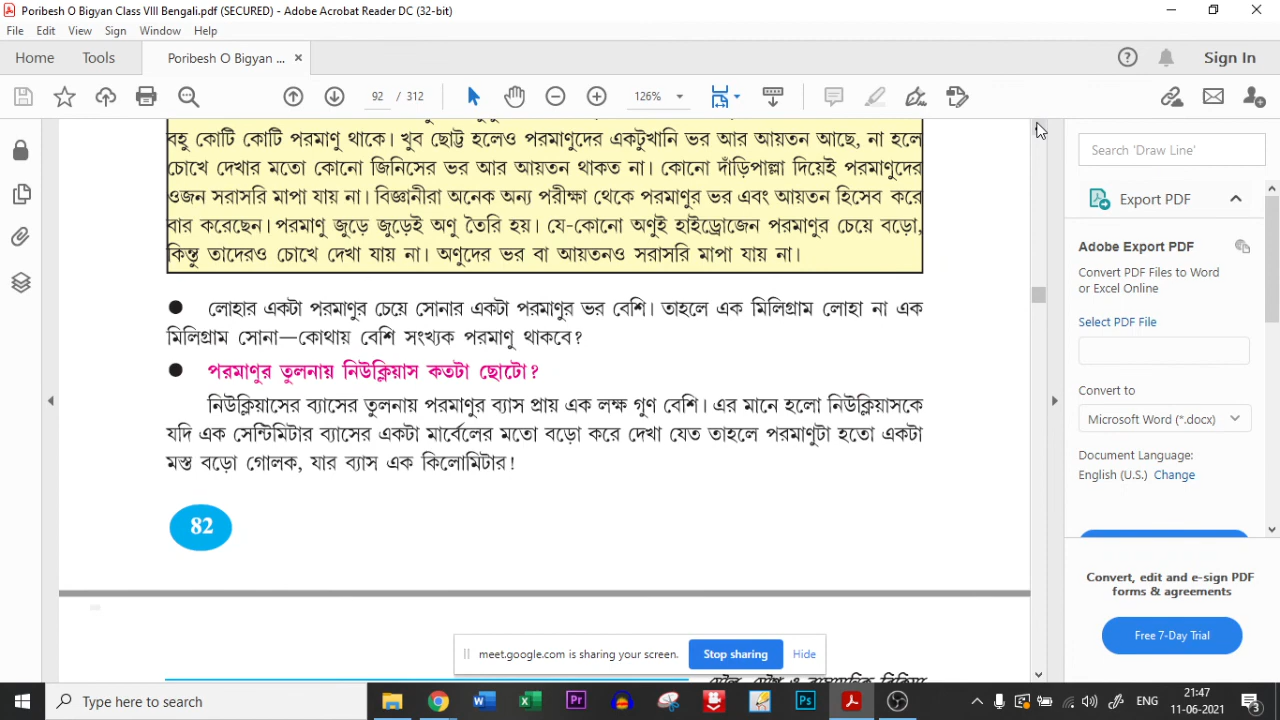 Poribesh O Bigyan Class VIII Bengali.pdf (SECURED) - Adobe Acrobat Reader DC (32-bit)
File Edit View Sign Window Help
Home Tools Poribesh O Bigyan ... × Sign In
92 / 312 126%
বহু কোটি কোটি পরমাণু থাকে। খুব ছোট্ট হলেও পরমাণুদের একটুখানি ভর আর আয়তন আছে, না হলে
চোখে দেখার মতো কোনো জিনিসের ভর আর আয়তন থাকত না। কোনো দাঁড়িপাল্লা দিয়েই পরমাণুদের
ওজন সরাসরি মাপা যায় না। বিজ্ঞানীরা অনেক অন্য পরীক্ষা থেকে পরমাণুর ভর এবং আয়তন হিসেব করে
বার করেছেন। পরমাণু জুড়ে জুড়েই অণু তৈরি হয়। যে-কোনো অণুই হাইড্রোজেন পরমাণুর চেয়ে বড়ো,
কিন্তু তাদেরও চোখে দেখা যায় না। অণুদের ভর বা আয়তনও সরাসরি মাপা যায় না।
● লোহার একটা পরমাণুর চেয়ে সোনার একটা পরমাণুর ভর বেশি। তাহলে এক মিলিগ্রাম লোহা না এক
মিলিগ্রাম সোনা—কোথায় বেশি সংখ্যক পরমাণু থাকবে?
● পরমাণুর তুলনায় নিউক্লিয়াস কতটা ছোটো?
নিউক্লিয়াসের ব্যাসের তুলনায় পরমাণুর ব্যাস প্রায় এক লক্ষ গুণ বেশি। এর মানে হলো নিউক্লিয়াসকে
যদি এক সেন্টিমিটার ব্যাসের একটা মার্বেলের মতো বড়ো করে দেখা যেত তাহলে পরমাণুটা হতো একটা
মস্ত বড়ো গোলক, যার ব্যাস এক কিলোমিটার!
82
Search 'Draw Line'
Export PDF
Adobe Export PDF
Convert PDF Files to Word
or Excel Online
Select PDF File
Convert to
Microsoft Word (*.docx)
Document Language:
English (U.S.) Change
Convert, edit and e-sign PDF
forms & agreements
Free 7-Day Trial
meet.google.com is sharing your screen. Stop sharing Hide
Type here to search
ENG
21:47
11-06-2021
3